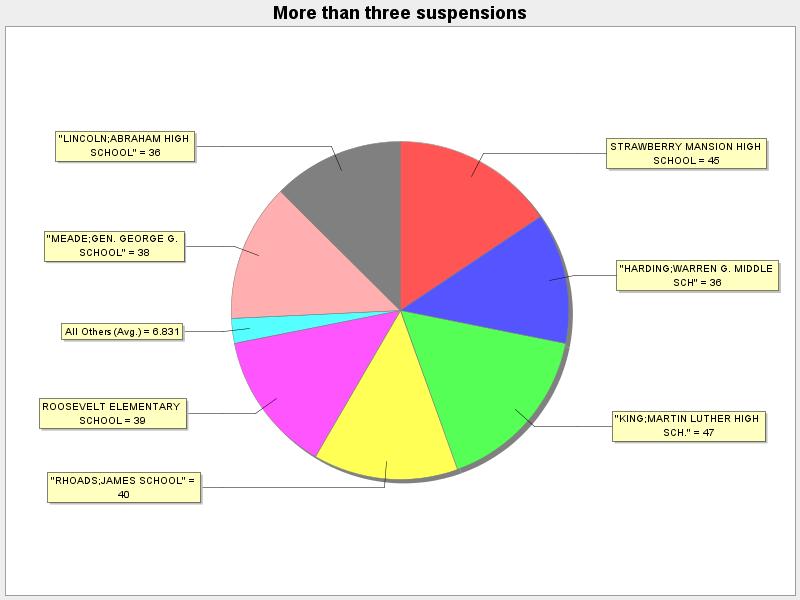 More than three suspensions
"LINCOLN;ABRAHAM HIGH
SCHOOL" = 36
STRAWBERRY MANSION HIGH
SCHOOL = 45
"MEADE;GEN. GEORGE G.
SCHOOL" = 38
"HARDING;WARREN G. MIDDLE
SCH" = 36
All Others (Avg.) = 6.831
ROOSEVELT ELEMENTARY
SCHOOL = 39
"KING;MARTIN LUTHER HIGH
SCH." = 47
"RHOADS;JAMES SCHOOL" =
40